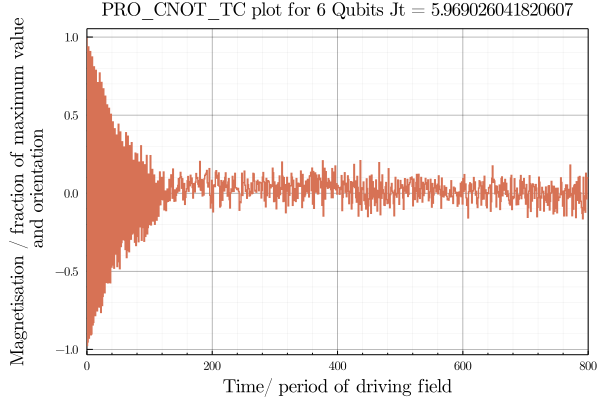 PRO_CNOT_TC plot for 6 Qubits Jt = 5.969026041820607
Magnetisation / fraction of maximum value
and orientation
1.0
0.5
0.0
−0.5
−1.0
0 200 400 600 800
Time/ period of driving field